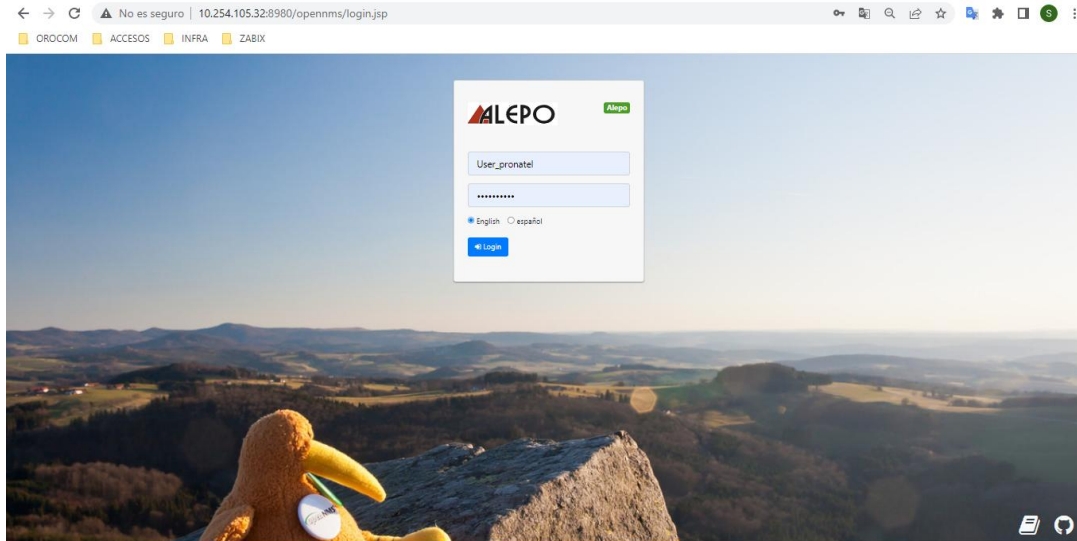 No es seguro | 10.254.105.32:8980/opennms/login.jsp
S
OROCOM ACCESOS INFRA ZABIX
ALEPO Alepo
User_pronatel
••••••••••
English español
Login